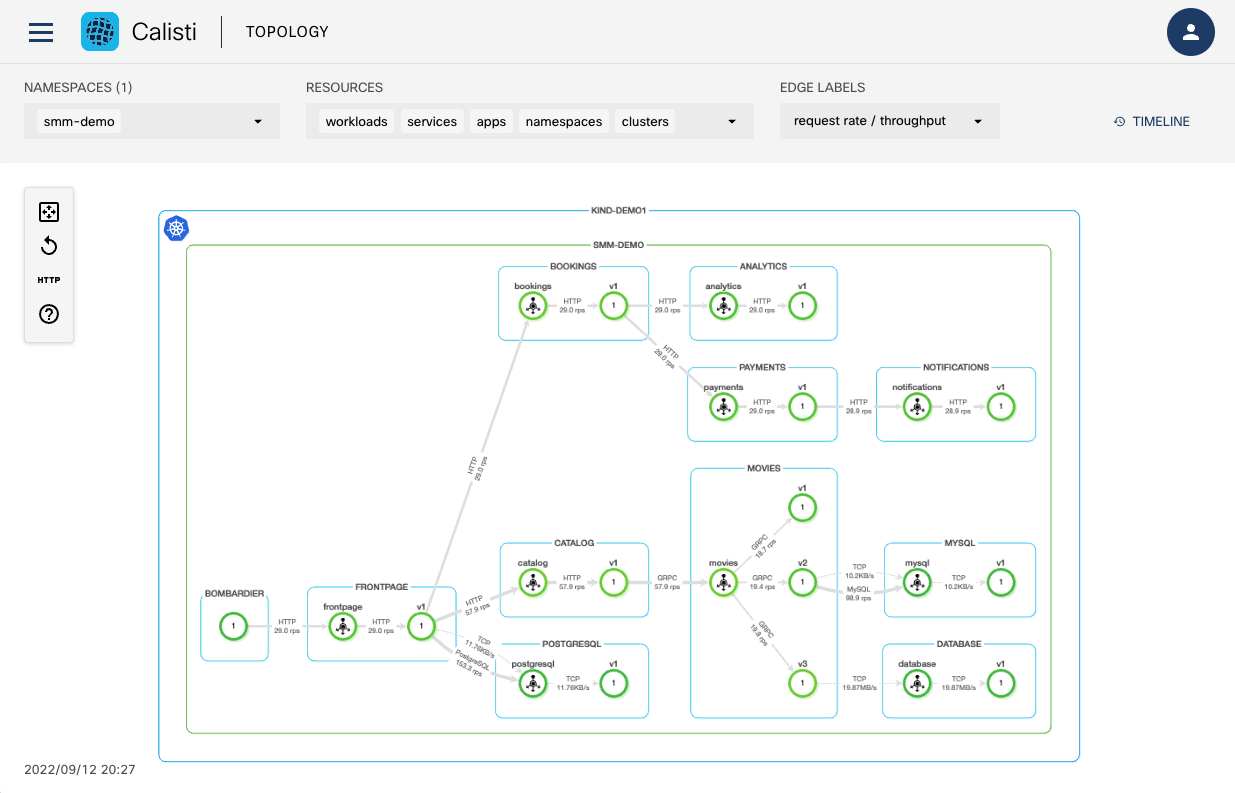 Calisti
TOPOLOGY
NAMESPACES (1)
RESOURCES
EDGE LABELS
smm-demo
workloads services apps namespaces clusters
request rate / throughput
TIMELINE
HTTP
KIND-DEMO1
SMM-DEMO
BOOKINGS
bookings
HTTP
29.0 rps
v1
1
HTTP
29.0 rps
ANALYTICS
analytics
HTTP
29.0 rps
v1
1
HTTP
29.0 rps
PAYMENTS
payments
HTTP
29.0 rps
v1
1
HTTP
28.9 rps
NOTIFICATIONS
notifications
HTTP
28.9 rps
v1
1
HTTP
29.0 rps
MOVIES
v1
1
GRPC
18.7 rps
CATALOG
catalog
HTTP
57.9 rps
v1
1
GRPC
57.9 rps
movies
GRPC
19.4 rps
v2
1
TCP
10.2KB/s
MySQL
98.9 rps
MYSQL
mysql
TCP
10.2KB/s
v1
1
GRPC
19.8 rps
BOMBARDIER
1
HTTP
29.0 rps
FRONTPAGE
frontpage
HTTP
29.0 rps
v1
1
HTTP
57.9 rps
TCP
11.76KB/s
PostgreSQL
153.3 rps
POSTGRESQL
postgresql
TCP
11.76KB/s
v1
1
v3
1
TCP
19.87MB/s
DATABASE
database
TCP
19.87MB/s
v1
1
2022/09/12 20:27